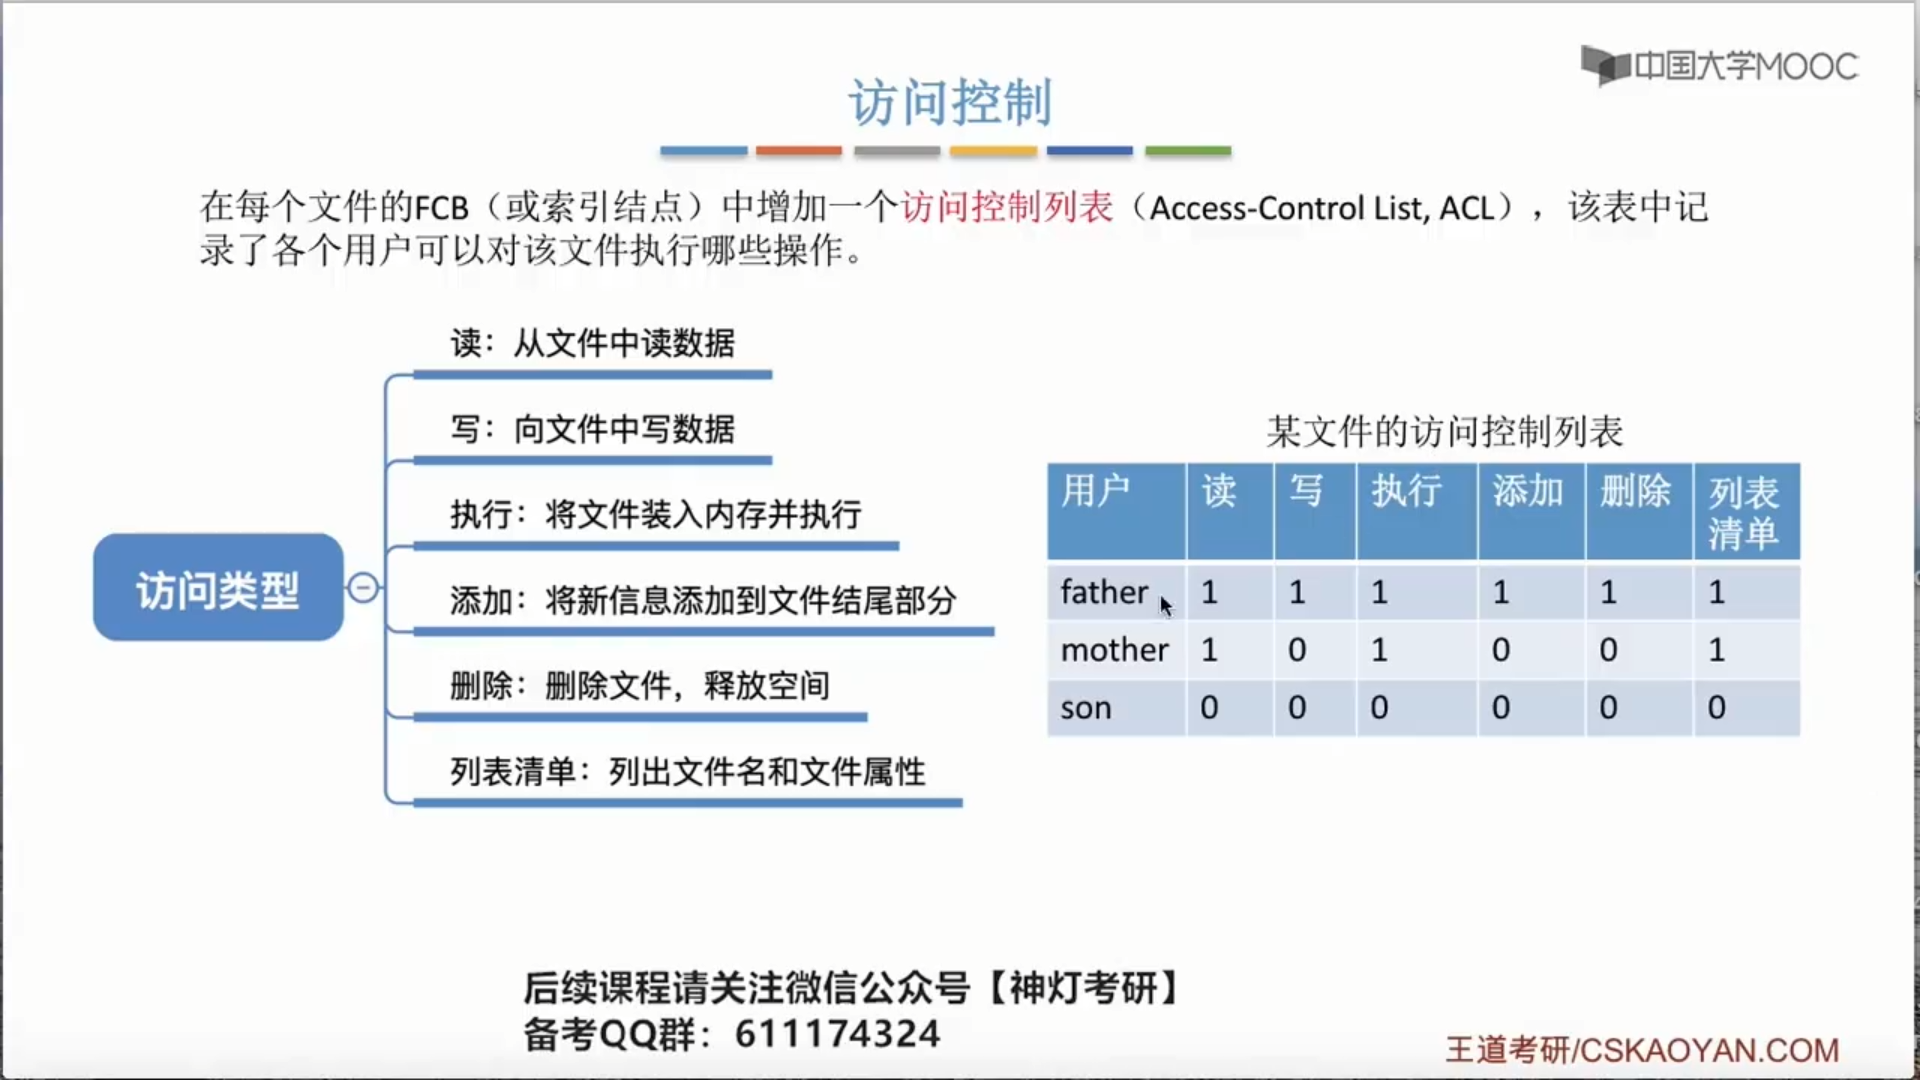 中国大学MOOC
访问控制
在每个文件的FCB（或索引结点）中增加一个访问控制列表（Access-Control List, ACL），该表中记
录了各个用户可以对该文件执行哪些操作。
访问类型
读：从文件中读数据
写：向文件中写数据
执行：将文件装入内存并执行
添加：将新信息添加到文件结尾部分
删除：删除文件，释放空间
列表清单：列出文件名和文件属性
某文件的访问控制列表
用户 读 写 执行 添加 删除 列表
清单
father 1 1 1 1 1 1
mother 1 0 1 0 0 1
son 0 0 0 0 0 0
后续课程请关注微信公众号【神灯考研】
备考QQ群：611174324
王道考研/CSKAOYAN.COM